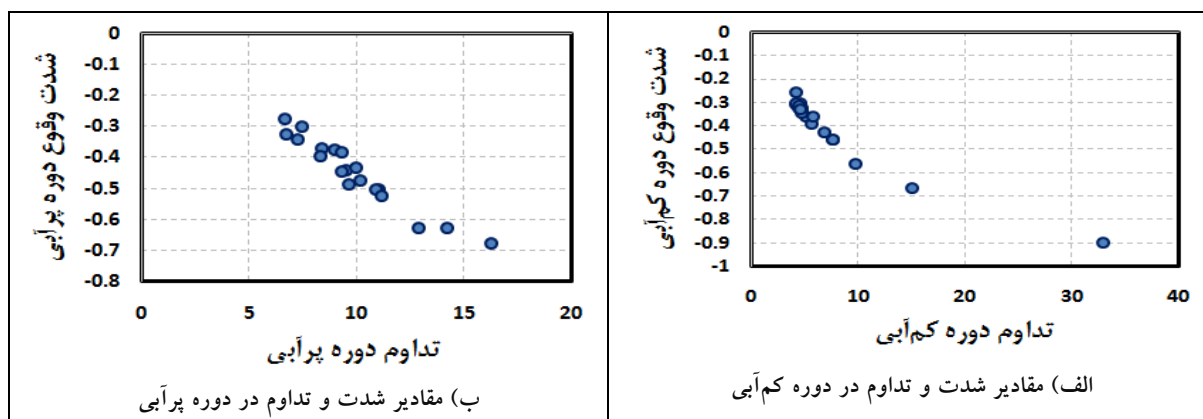 0
-0.1
-0.2
-0.3
-0.4
-0.5
-0.6
-0.7
-0.8
-0.9
-1
0 10 20 30 40
شدت وقوع دوره کم‌آبی
تداوم دوره کم‌آبی
الف) مقادیر شدت و تداوم در دوره کم‌آبی
0
-0.1
-0.2
-0.3
-0.4
-0.5
-0.6
-0.7
-0.8
0 5 10 15 20
شدت وقوع دوره پرآبی
تداوم دوره پرآبی
ب) مقادیر شدت و تداوم در دوره پرآبی